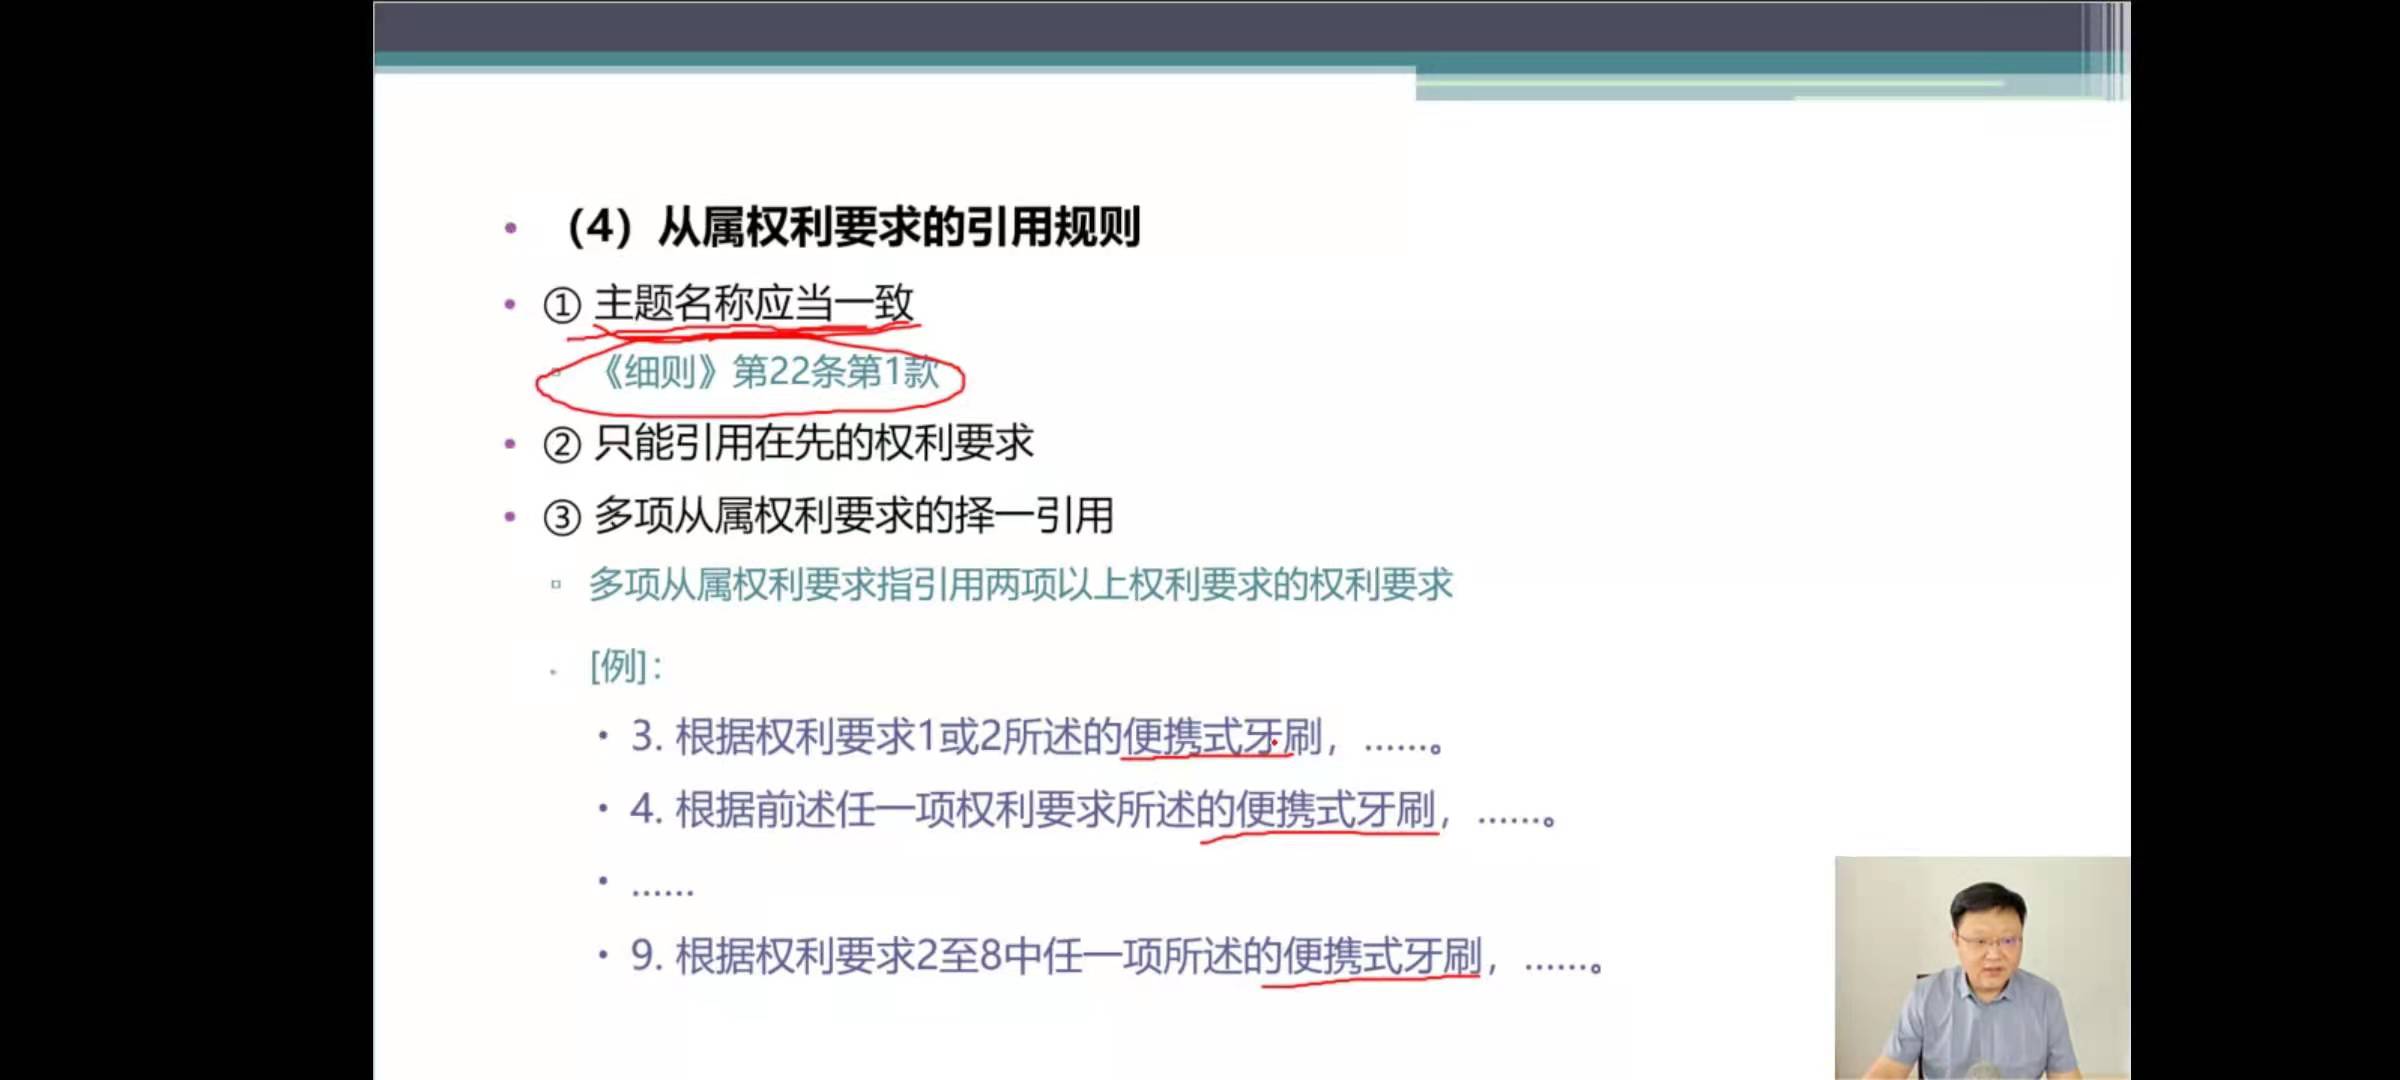 （4）从属权利要求的引用规则
① 主题名称应当一致
《细则》第22条第1款
② 只能引用在先的权利要求
③ 多项从属权利要求的择一引用
多项从属权利要求指引用两项以上权利要求的权利要求
[例]：
3. 根据权利要求1或2所述的便携式牙刷，……。
4. 根据前述任一项权利要求所述的便携式牙刷，……。
……
9. 根据权利要求2至8中任一项所述的便携式牙刷，……。